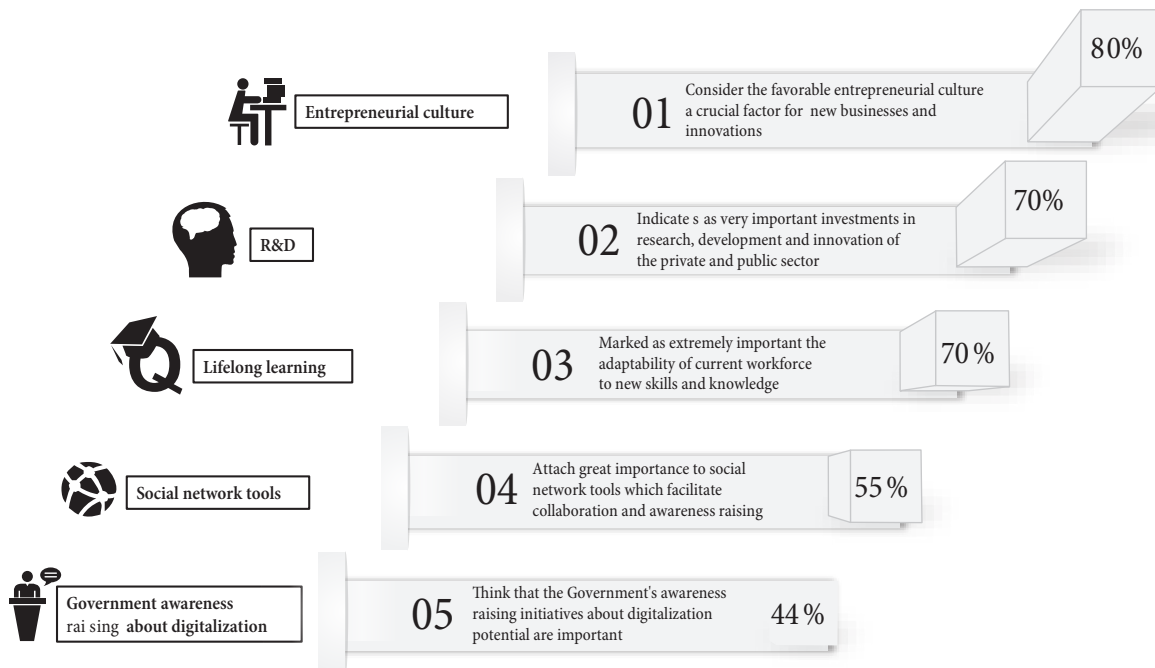 Entrepreneurial culture
01
Consider the favorable entrepreneurial culture
a crucial factor for new businesses and
innovations
80%
R&D
02
Indicate s as very important investments in
research, development and innovation of
the private and public sector
70%
Lifelong learning
03
Marked as extremely important the
adaptability of current workforce
to new skills and knowledge
70 %
Social network tools
04
Attach great importance to social
network tools which facilitate
collaboration and awareness raising
55 %
Government awareness
rai sing about digitalization
05
Think that the Government's awareness
raising initiatives about digitalization
potential are important
44 %